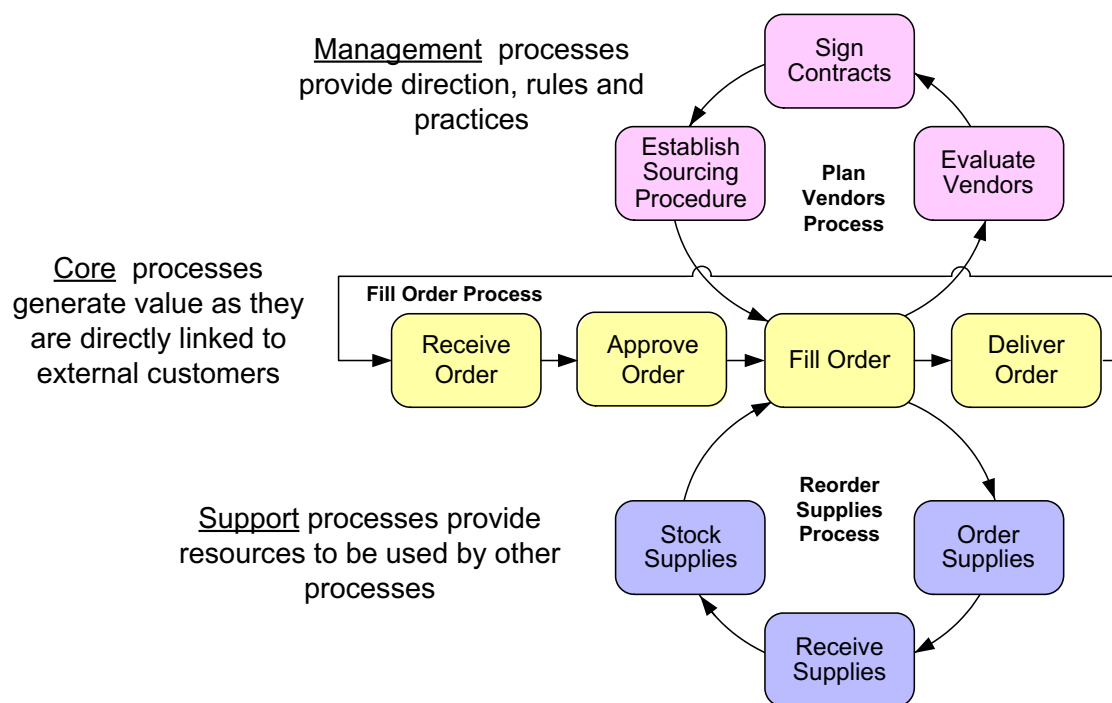 Management processes
provide direction, rules and
practices
Sign
Contracts
Establish
Sourcing
Procedure
Plan
Vendors
Process
Evaluate
Vendors
Core processes
generate value as they
are directly linked to
external customers
Fill Order Process
Receive
Order
Approve
Order
Fill Order
Deliver
Order
Support processes provide
resources to be used by other
processes
Reorder
Supplies
Process
Stock
Supplies
Order
Supplies
Receive
Supplies